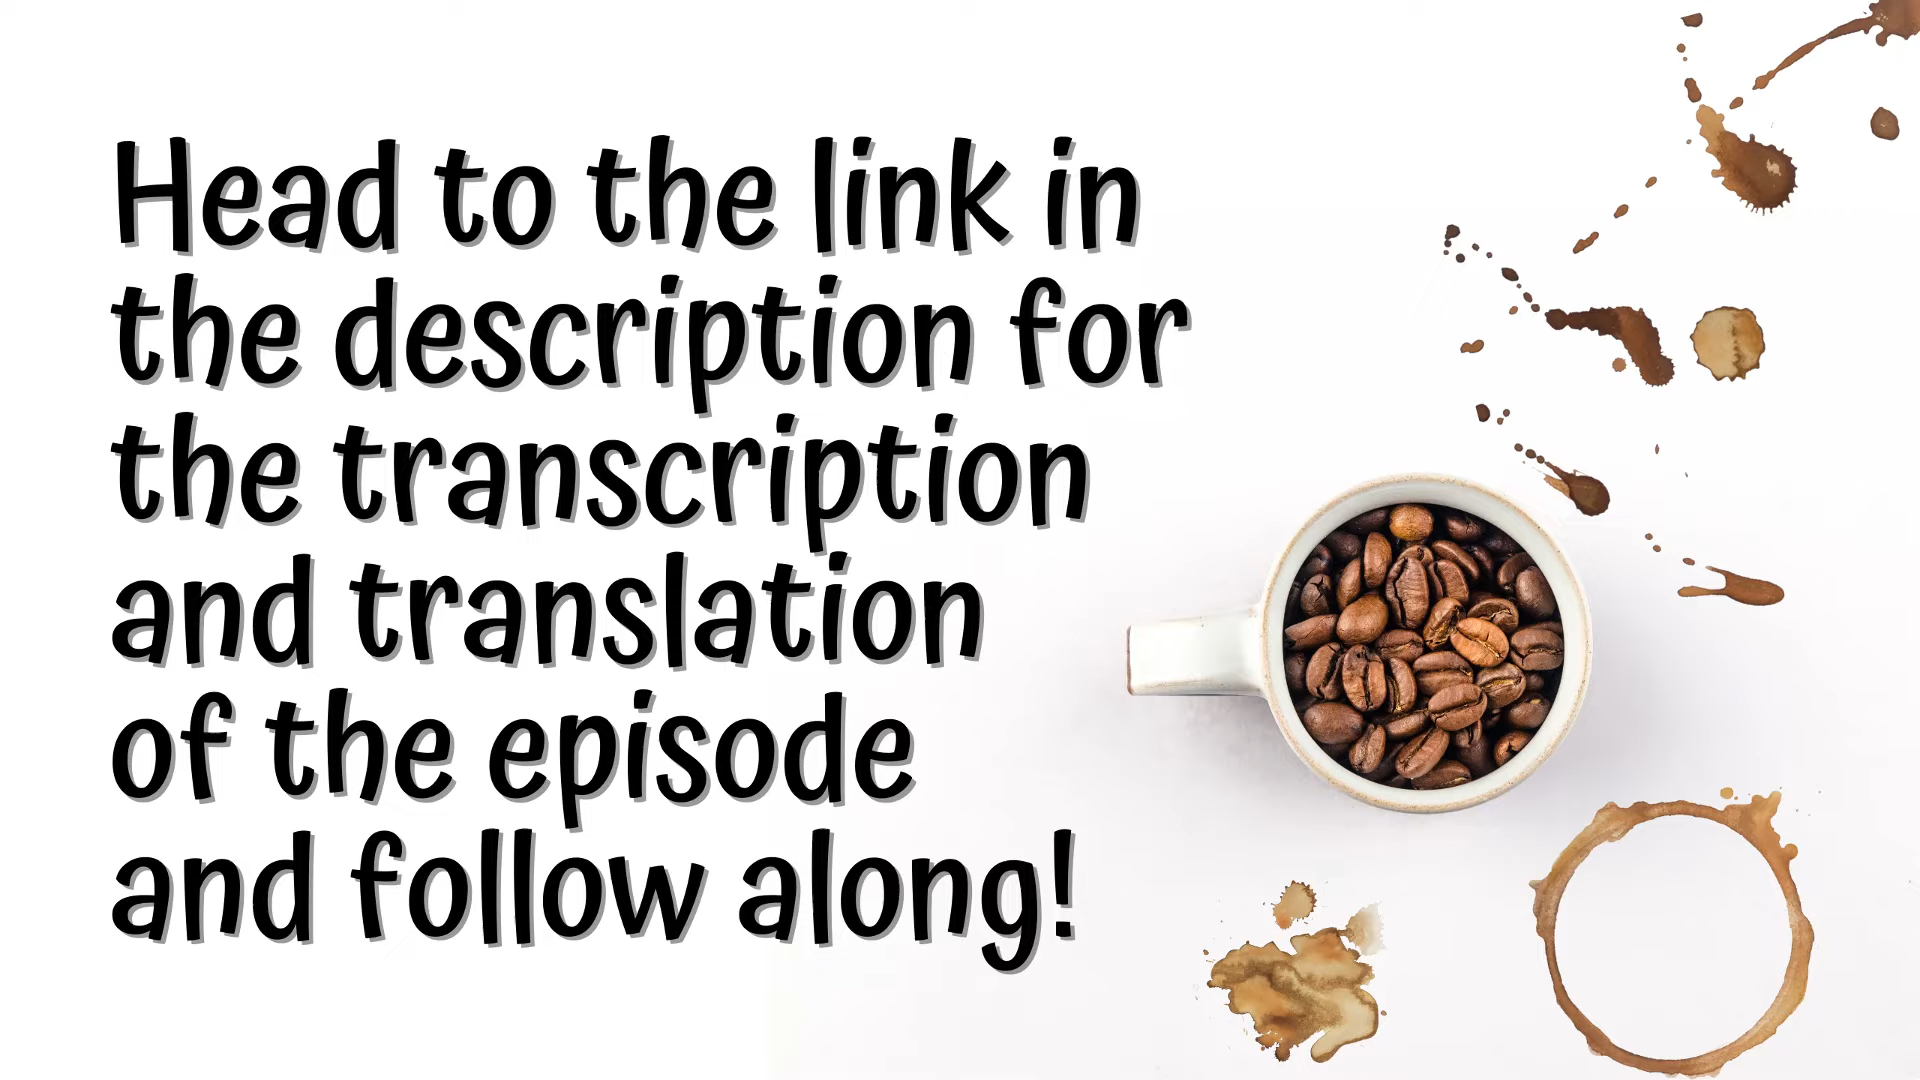 Head to the link in
the description for
the transcription
and translation
of the episode
and follow along!